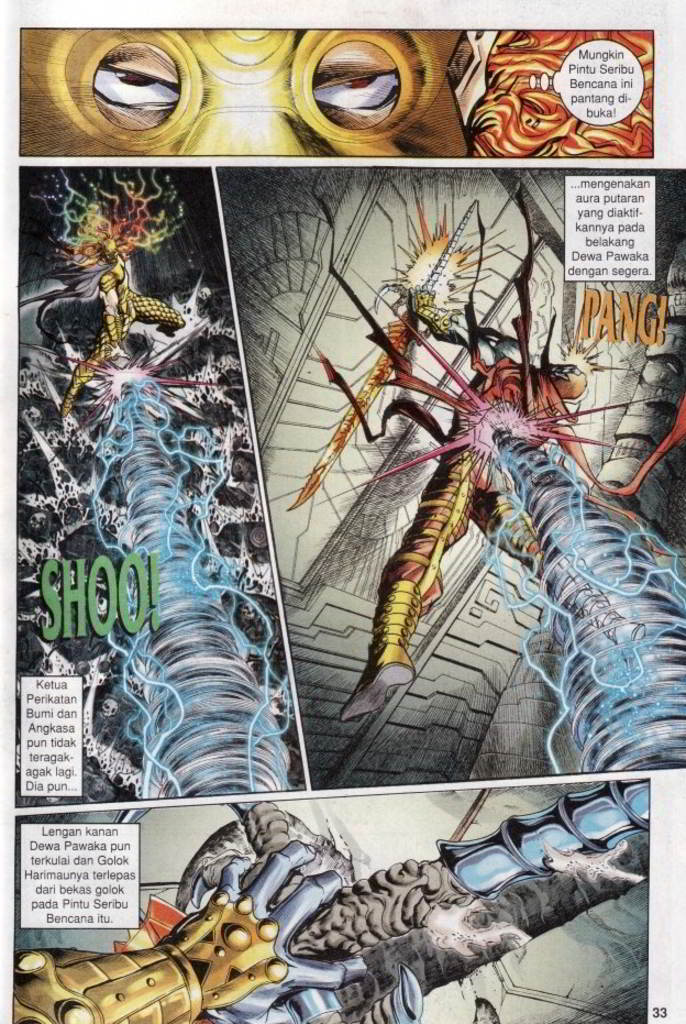 Mungkin
Pintu Seribu
Bencana ini
pantang di-
buka!
SHOO!
Ketua
Perikatan
Bumi dan
Angkasa
pun tidak
teragak-
agak lagi.
Dia pun...
...mengenakan
aura putaran
yang diaktif-
kannya pada
belakang
Dewa Pawaka
dengan segera.
PANG!
Lengan kanan
Dewa Pawaka pun
terkulai dan Golok
Harimaunya terlepas
dari bekas golok
pada Pintu Seribu
Bencana itu.
33